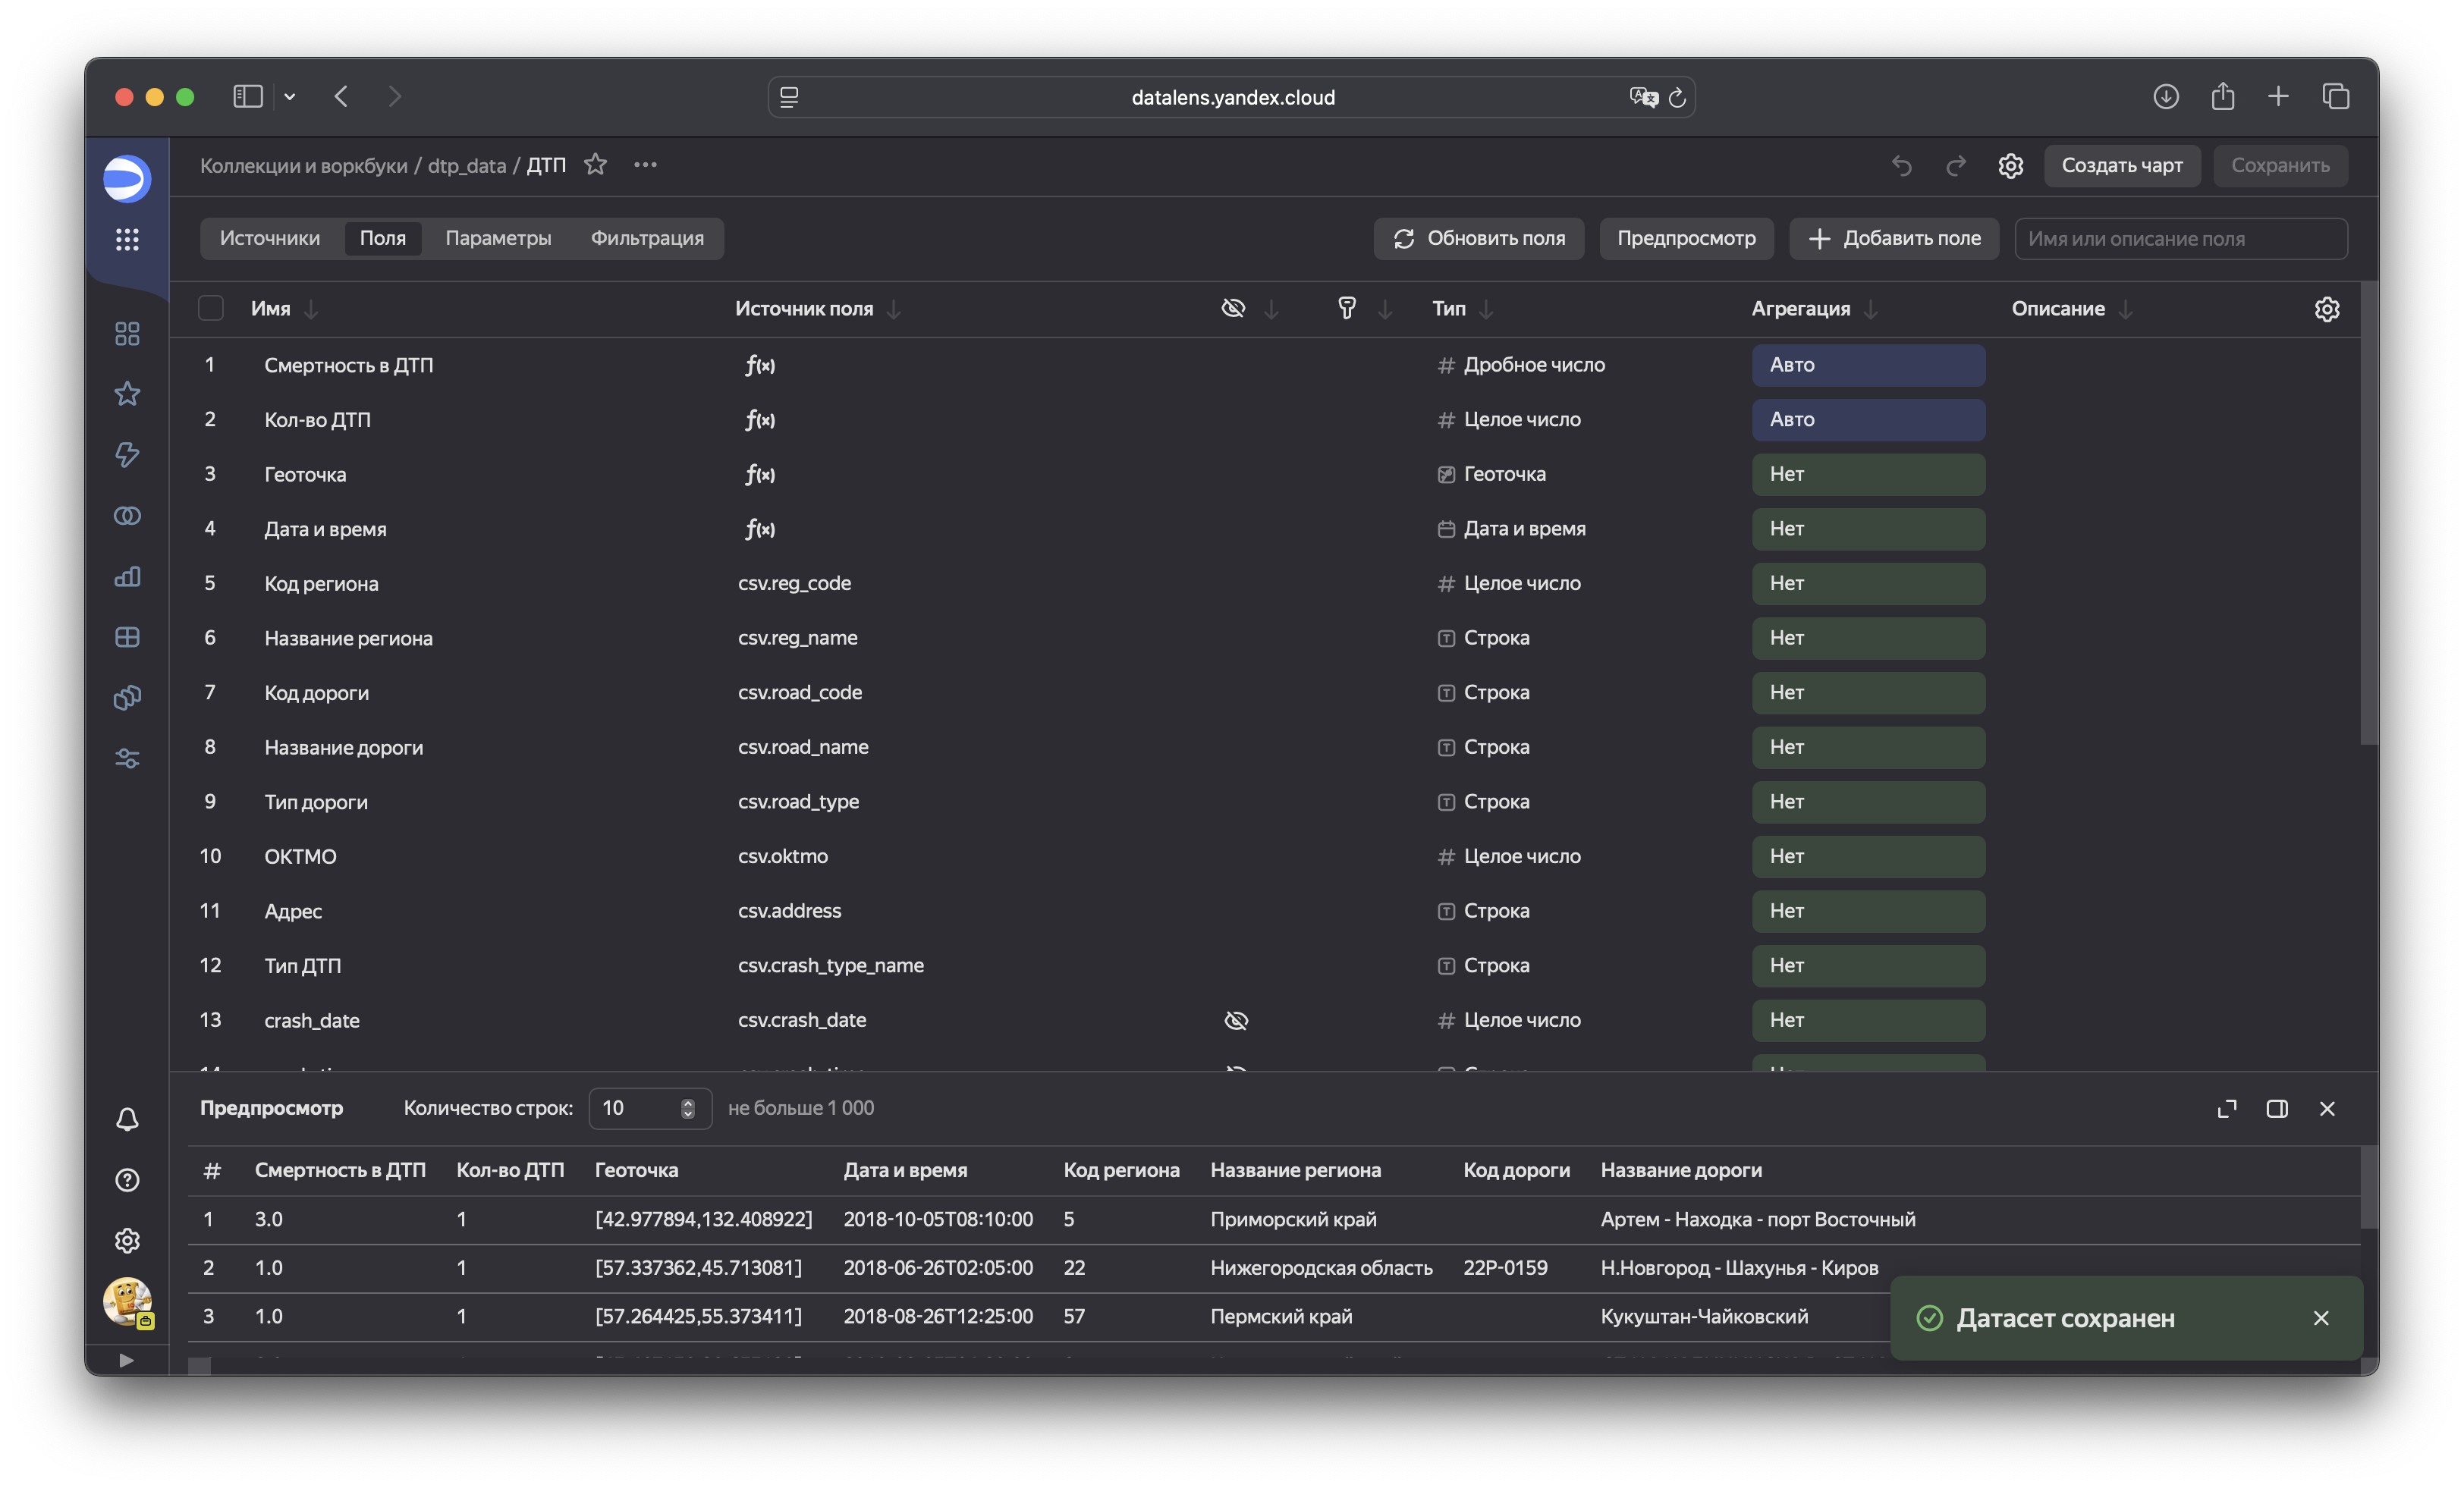 datalens.yandex.cloud
Коллекции и воркбуки / dtp_data / ДТП
Создать чарт
Сохранить
Источники Поля Параметры Фильтрация
Обновить поля
Предпросмотр
Добавить поле
Имя или описание поля
Имя Источник поля Тип Агрегация Описание
1 Смертность в ДТП f(x) # Дробное число Авто
2 Кол-во ДТП f(x) # Целое число Авто
3 Геоточка f(x) Геоточка Нет
4 Дата и время f(x) Дата и время Нет
5 Код региона csv.reg_code # Целое число Нет
6 Название региона csv.reg_name Строка Нет
7 Код дороги csv.road_code Строка Нет
8 Название дороги csv.road_name Строка Нет
9 Тип дороги csv.road_type Строка Нет
10 ОКТМО csv.oktmo # Целое число Нет
11 Адрес csv.address Строка Нет
12 Тип ДТП csv.crash_type_name Строка Нет
13 crash_date csv.crash_date # Целое число Нет
Предпросмотр Количество строк: 10 не больше 1 000
# Смертность в ДТП Кол-во ДТП Геоточка Дата и время Код региона Название региона Код дороги Название дороги
1 3.0 1 [42.977894,132.408922] 2018-10-05T08:10:00 5 Приморский край Артем - Находка - порт Восточный
2 1.0 1 [57.337362,45.713081] 2018-06-26T02:05:00 22 Нижегородская область 22Р-0159 Н.Новгород - Шахунья - Киров
3 1.0 1 [57.264425,55.373411] 2018-08-26T12:25:00 57 Пермский край Кукуштан-Чайковский
Датасет сохранен